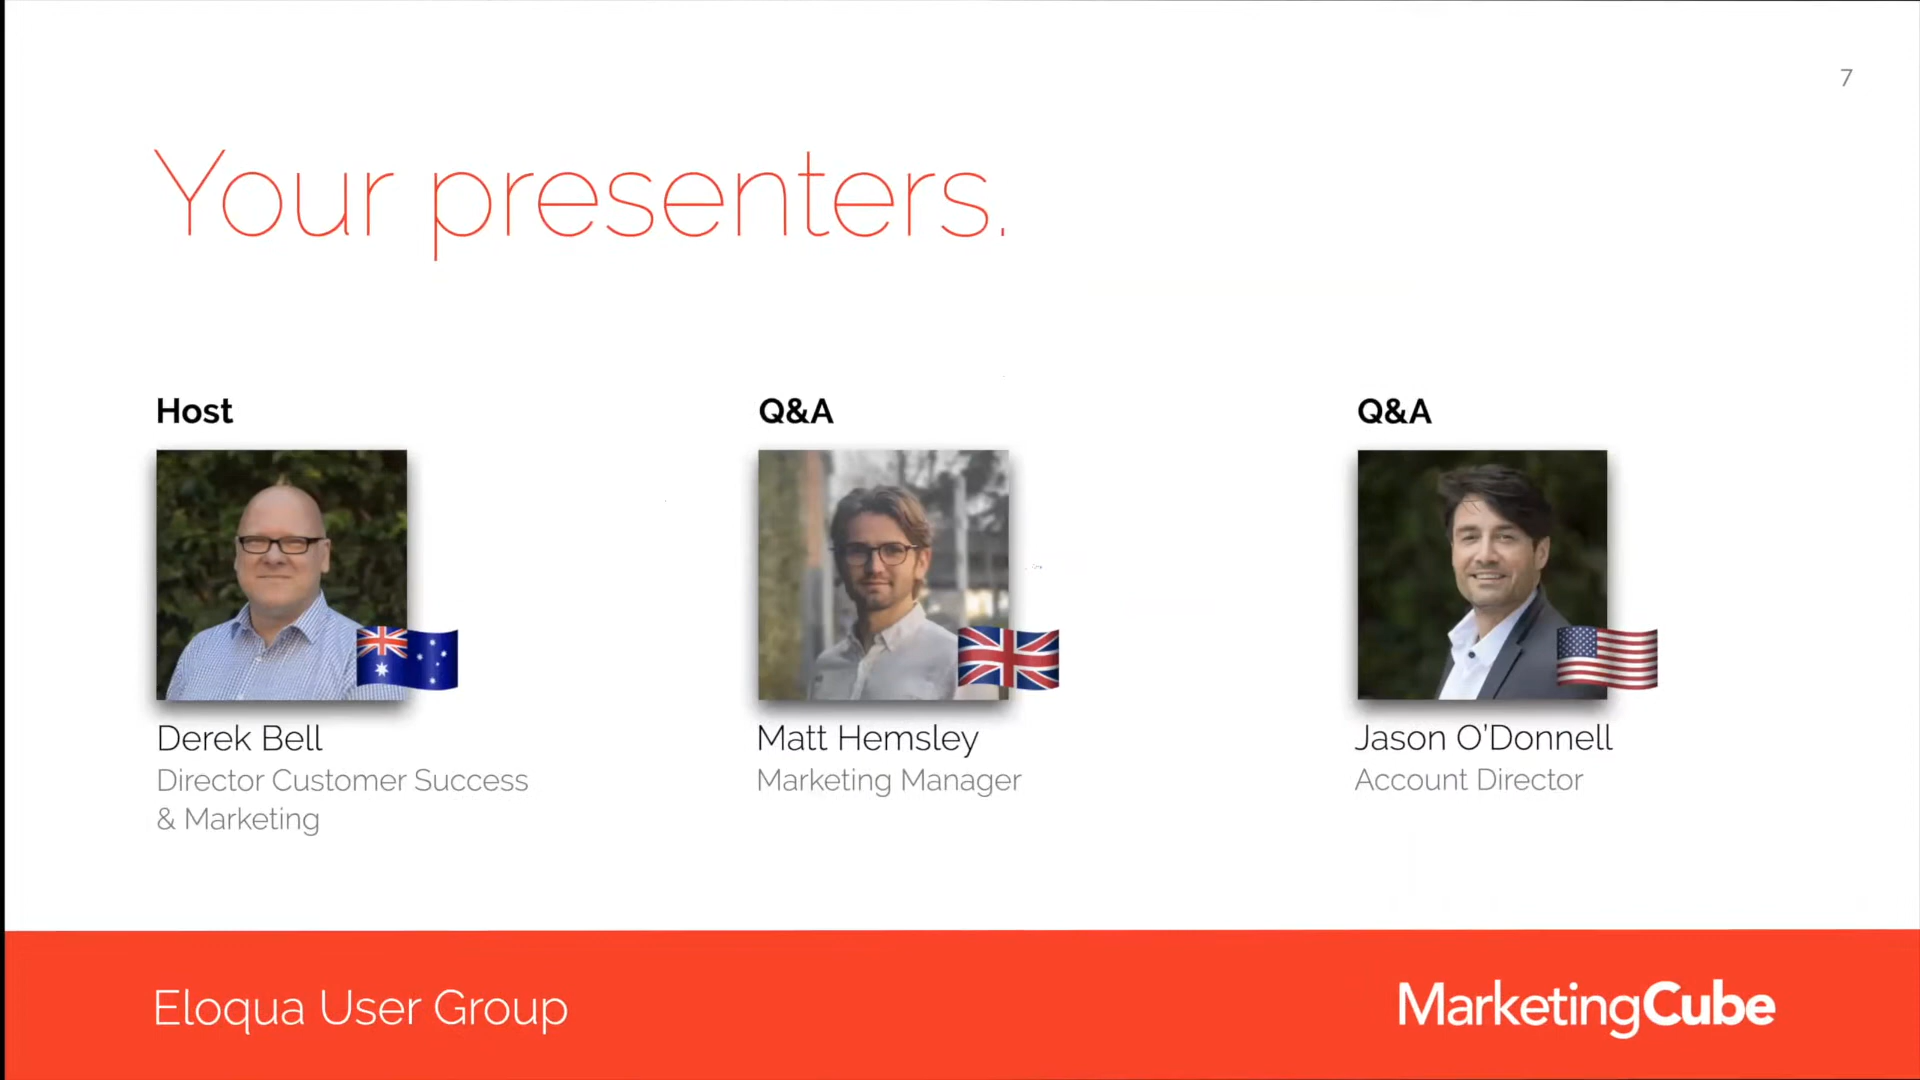 7
Your presenters.
Host
Q&A
Q&A
Derek Bell
Director Customer Success
& Marketing
Matt Hemsley
Marketing Manager
Jason O'Donnell
Account Director
Eloqua User Group
MarketingCube